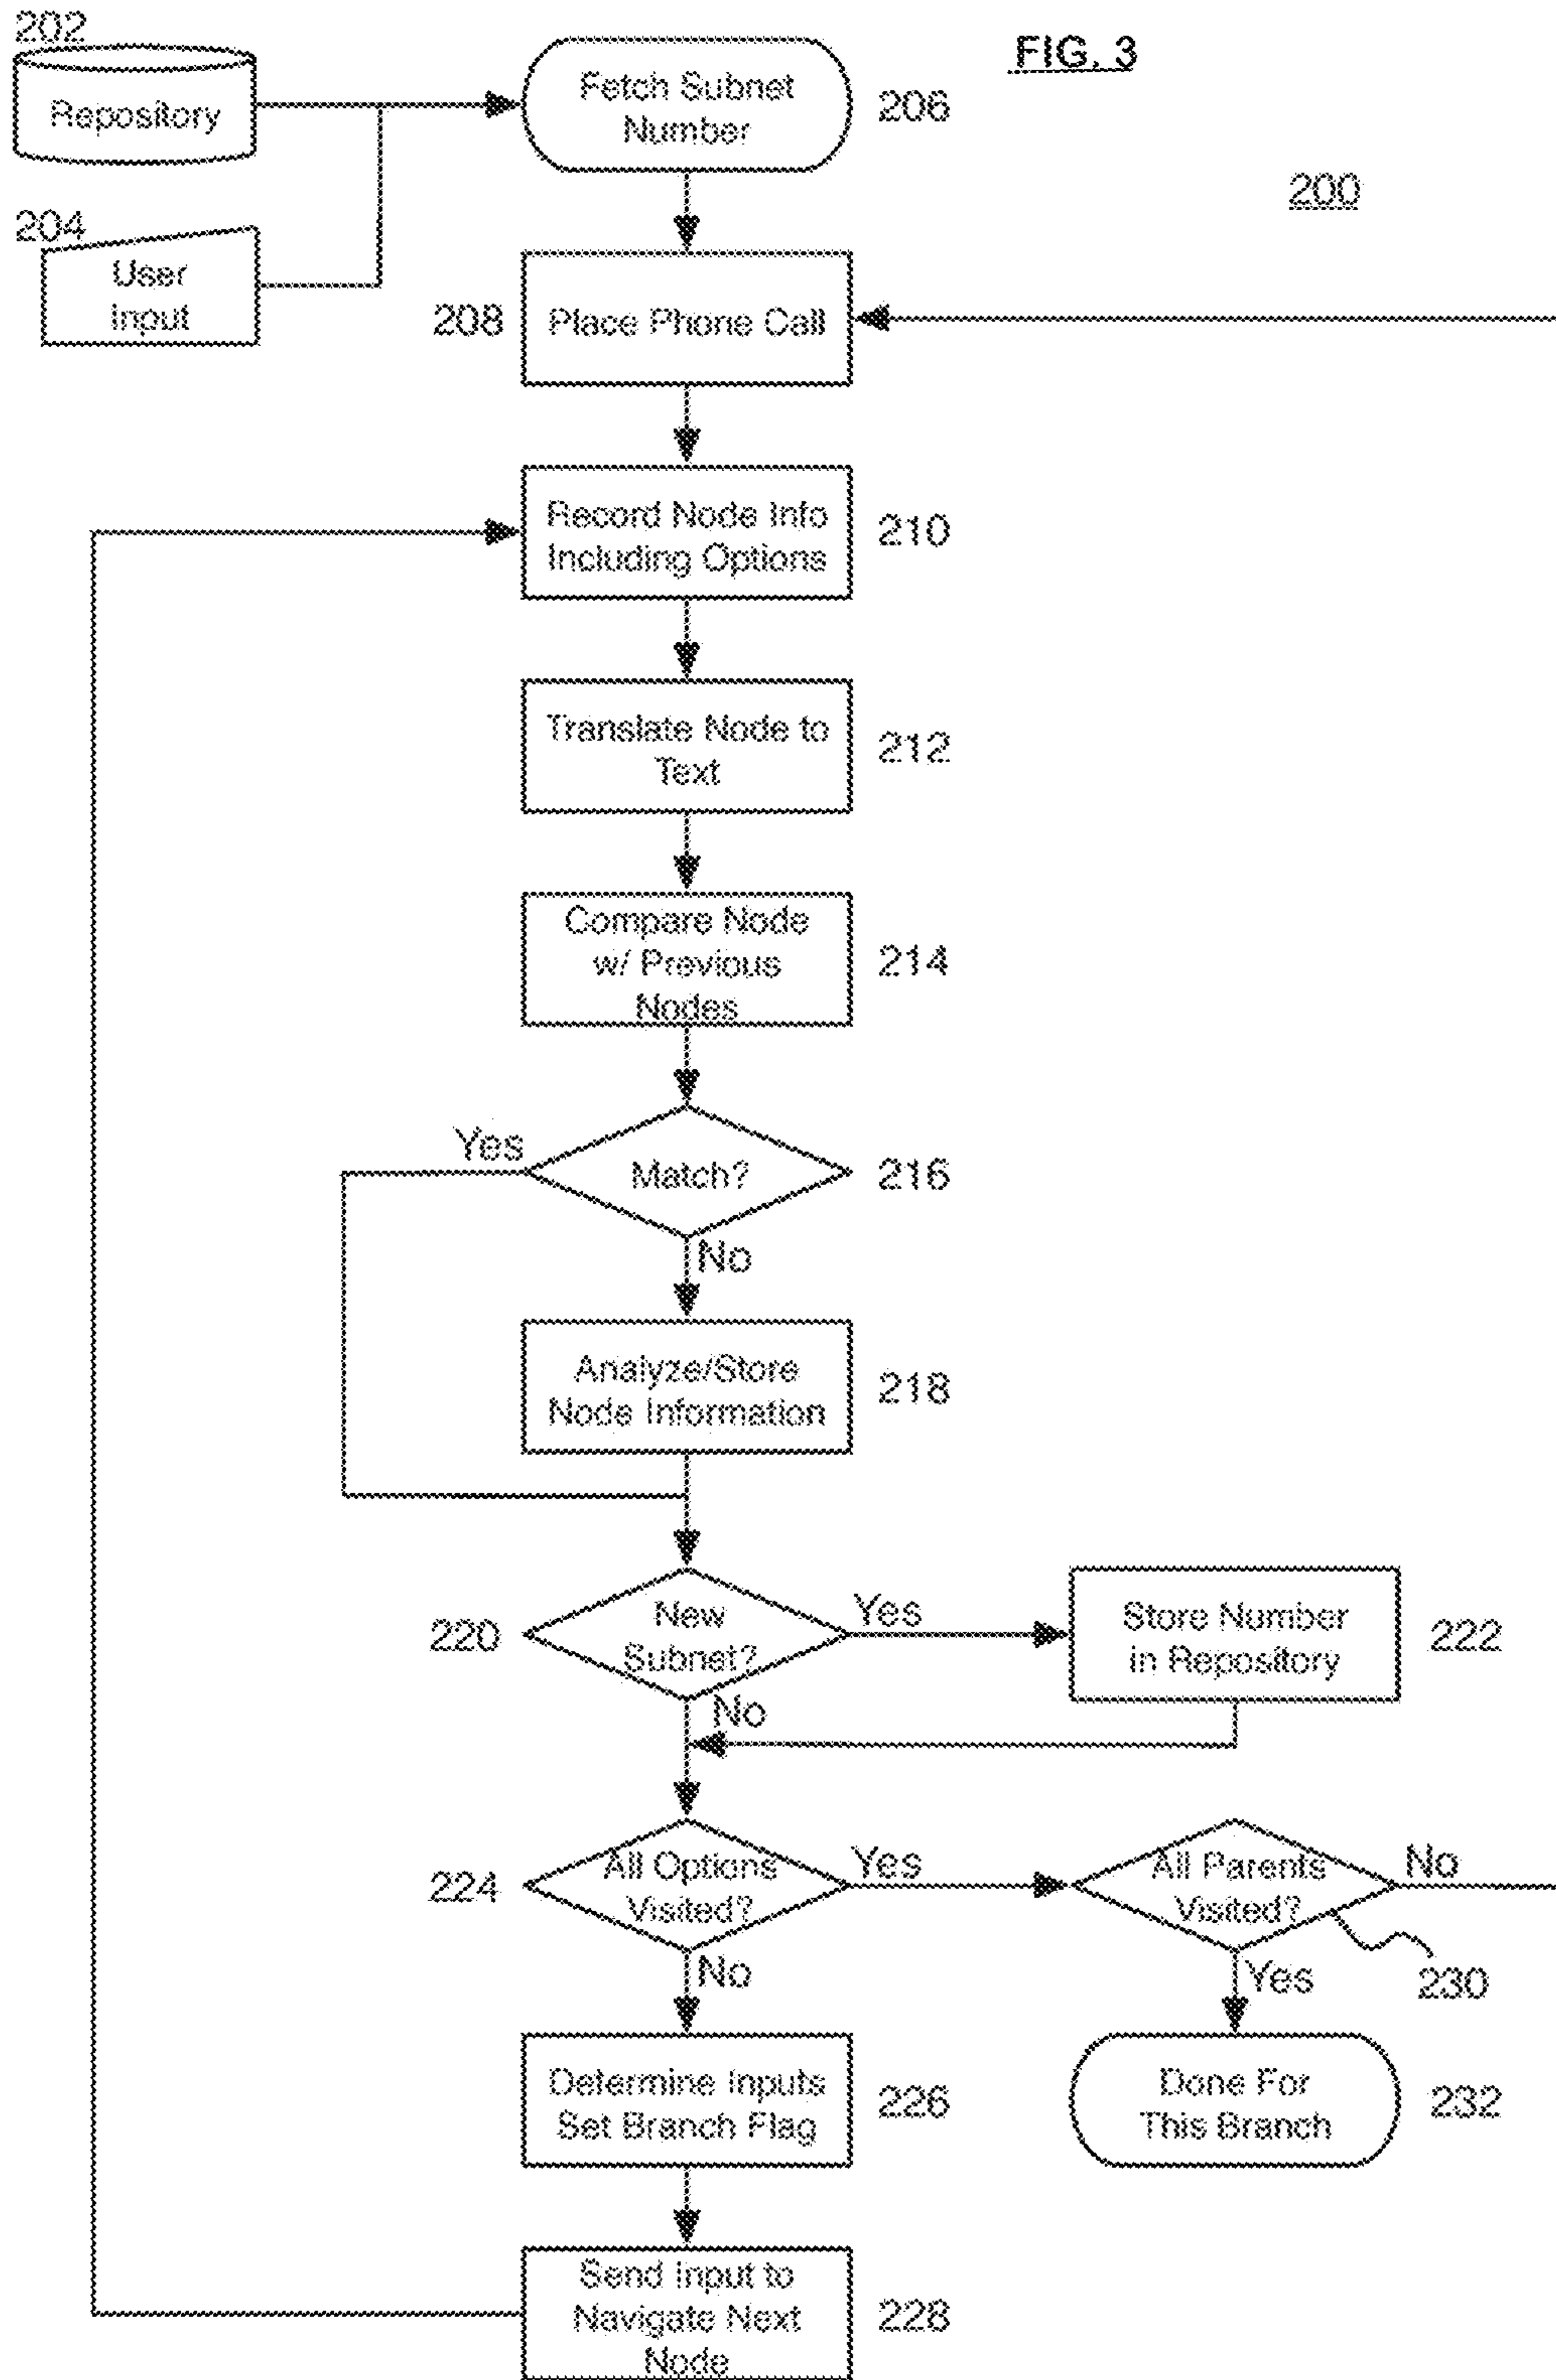 202
FIG. 3
Repository
Fetch Subnet
Number
206
200
204
User
input
208
Place Phone Call
Record Node Info
Including Options
210
Translate Node to
Text
212
Compare Node
w/ Previous
Nodes
214
Yes
Match?
216
No
Analyze/Store
Node Information
218
220
New
Subnet?
Yes
Store Number
in Repository
222
No
224
All Options
Visited?
Yes
All Parents
Visited?
No
230
No
Yes
Determine Inputs
Set Branch Flag
226
Done For
This Branch
232
Send Input to
Navigate Next
Node
228